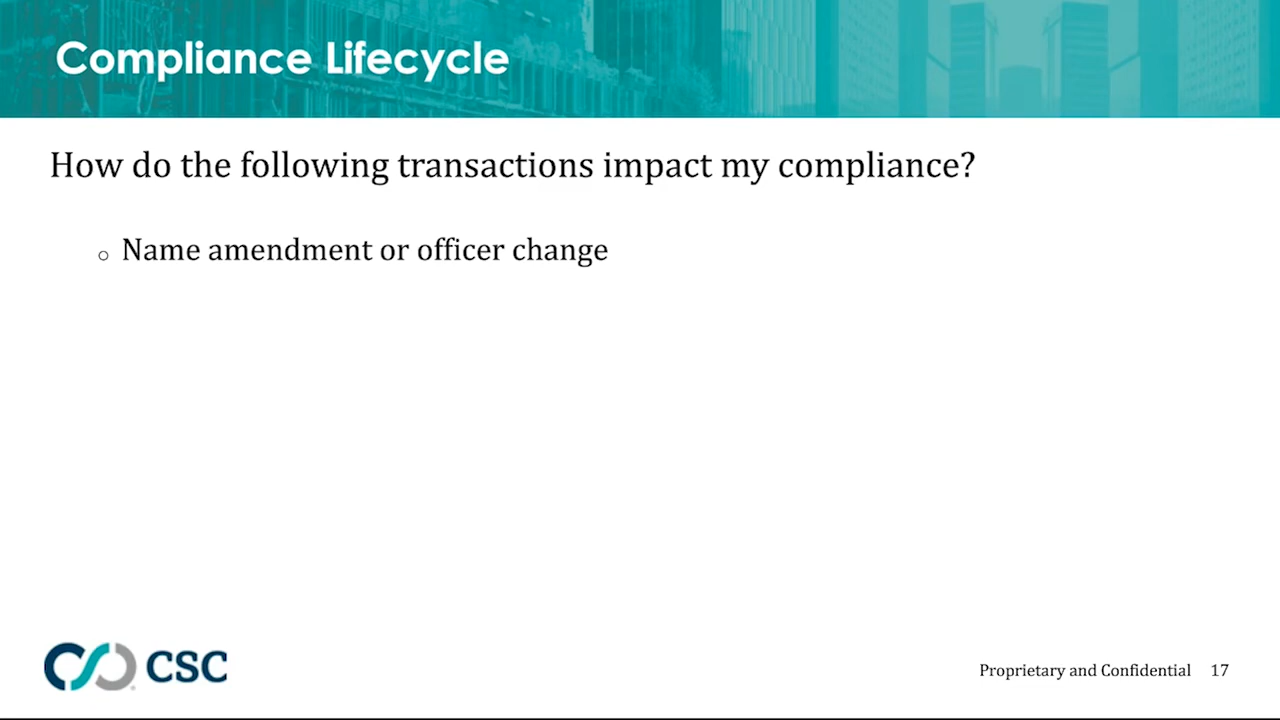 Compliance Lifecycle
How do the following transactions impact my compliance?
○ Name amendment or officer change
CSC
Proprietary and Confidential 17